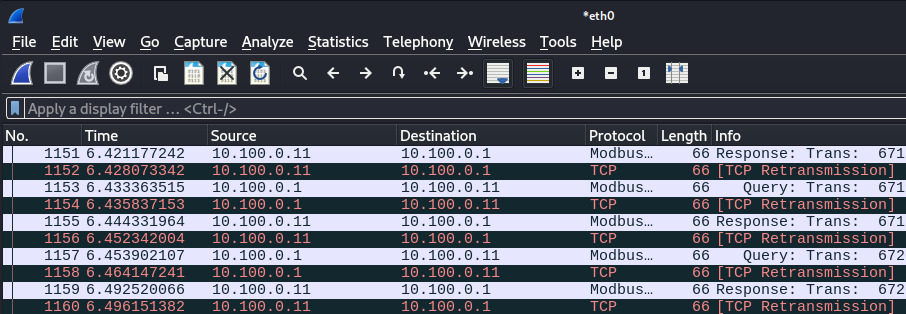 *eth0
File Edit View Go Capture Analyze Statistics Telephony Wireless Tools Help
Apply a display filter … <Ctrl-/>
No. Time Source Destination Protocol Length Info
1151 6.421177242 10.100.0.11 10.100.0.1 Modbus… 66 Response: Trans: 671
1152 6.428073342 10.100.0.11 10.100.0.1 TCP 66 [TCP Retransmission]
1153 6.433363515 10.100.0.1 10.100.0.11 Modbus… 66 Query: Trans: 671
1154 6.435837153 10.100.0.1 10.100.0.11 TCP 66 [TCP Retransmission]
1155 6.444331964 10.100.0.11 10.100.0.1 Modbus… 66 Response: Trans: 671
1156 6.452342004 10.100.0.11 10.100.0.1 TCP 66 [TCP Retransmission]
1157 6.453902107 10.100.0.1 10.100.0.11 Modbus… 66 Query: Trans: 672
1158 6.464147241 10.100.0.1 10.100.0.11 TCP 66 [TCP Retransmission]
1159 6.492520066 10.100.0.11 10.100.0.1 Modbus… 66 Response: Trans: 672
1160 6.496151382 10.100.0.11 10.100.0.1 TCP 66 [TCP Retransmission]